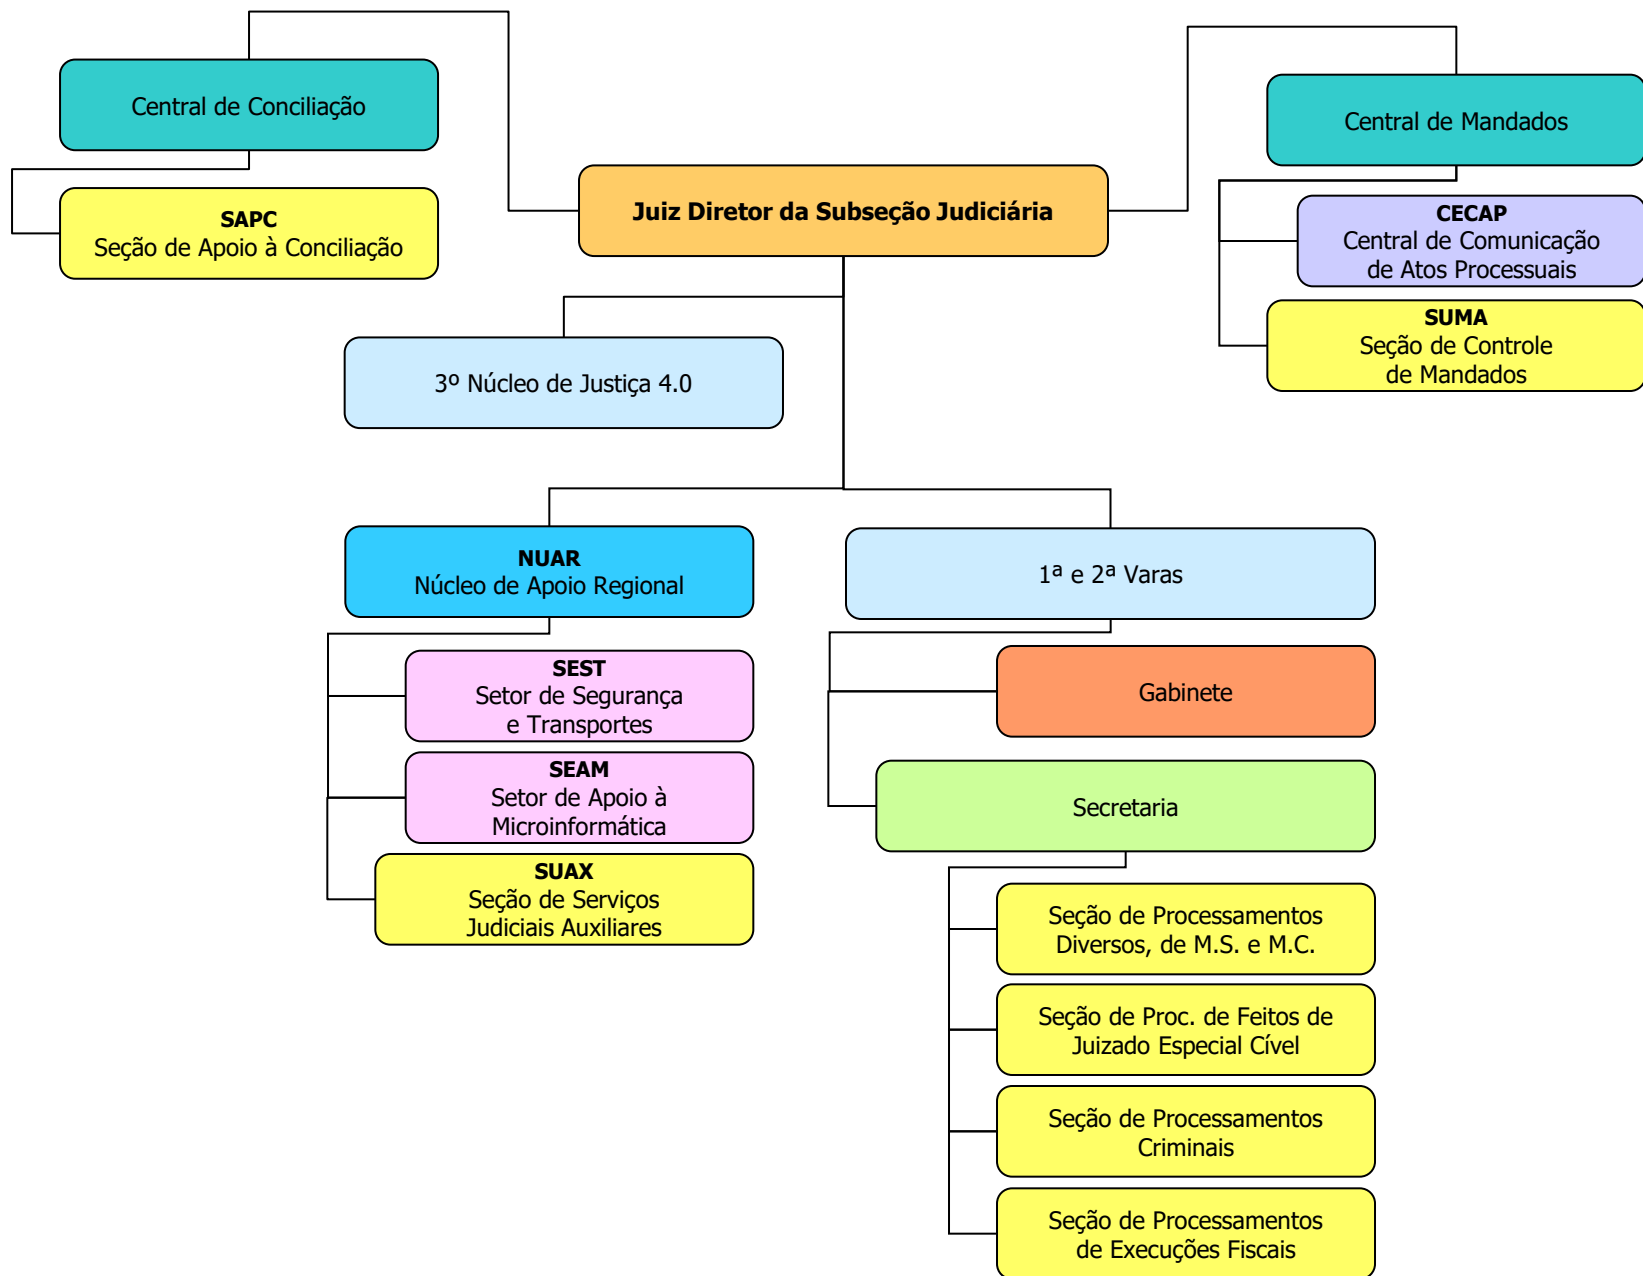 Central de Conciliação
SAPC
Seção de Apoio à Conciliação
Juiz Diretor da Subseção Judiciária
Central de Mandados
CECAP
Central de Comunicação
de Atos Processuais
SUMA
Seção de Controle
de Mandados
3º Núcleo de Justiça 4.0
NUAR
Núcleo de Apoio Regional
SEST
Setor de Segurança
e Transportes
SEAM
Setor de Apoio à
Microinformática
SUAX
Seção de Serviços
Judiciais Auxiliares
1ª e 2ª Varas
Gabinete
Secretaria
Seção de Processamentos
Diversos, de M.S. e M.C.
Seção de Proc. de Feitos de
Juizado Especial Cível
Seção de Processamentos
Criminais
Seção de Processamentos
de Execuções Fiscais